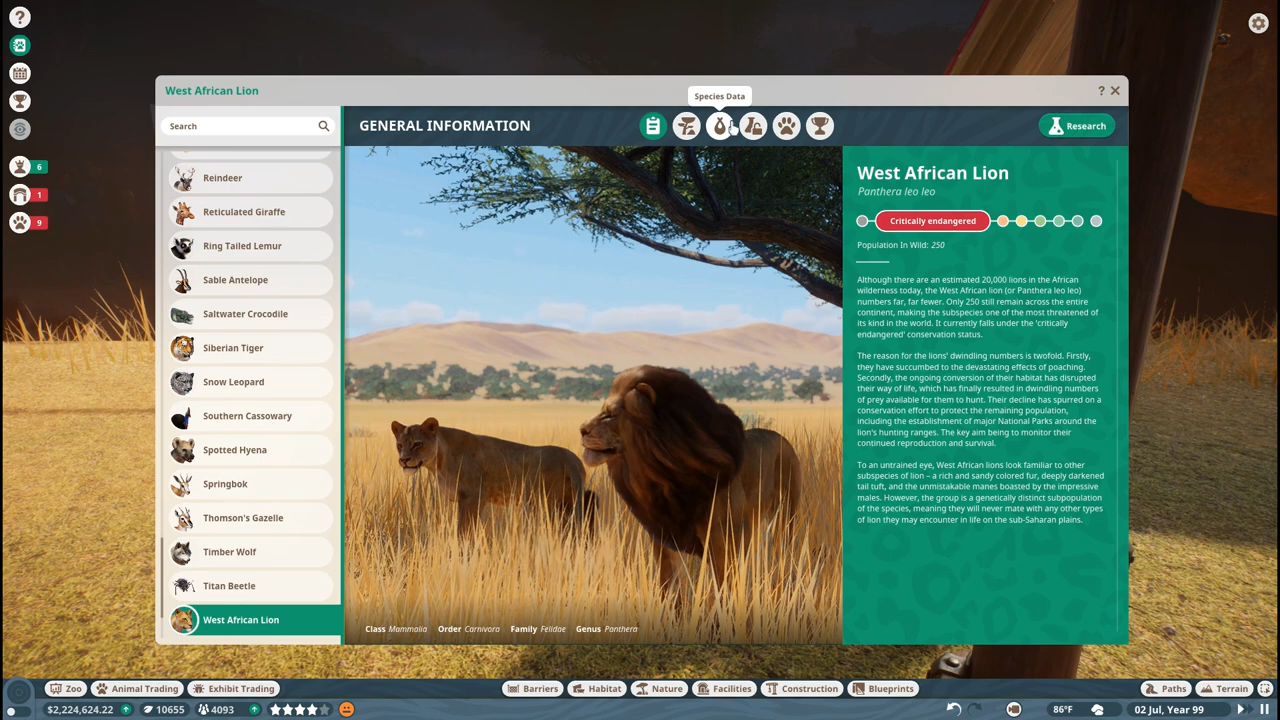 ?
6
1
9
West African Lion
? ✕
Species Data
Search
GENERAL INFORMATION
Research
Reindeer
Reticulated Giraffe
Ring Tailed Lemur
Sable Antelope
Saltwater Crocodile
Siberian Tiger
Snow Leopard
Southern Cassowary
Spotted Hyena
Springbok
Thomson's Gazelle
Timber Wolf
Titan Beetle
West African Lion
Class Mammalia Order Carnivora Family Felidae Genus Panthera
West African Lion
Panthera leo leo
Critically endangered
Population In Wild: 250
Although there are an estimated 20,000 lions in the African
wilderness today, the West African lion (or Panthera leo leo)
numbers far, far fewer. Only 250 still remain across the entire
continent, making the subspecies one of the most threatened of
its kind in the world. It currently falls under the 'critically
endangered' conservation status.
The reason for the lions' dwindling numbers is twofold. Firstly,
they have succumbed to the devastating effects of poaching.
Secondly, the ongoing conversion of their habitat has disrupted
their way of life, which has finally resulted in dwindling numbers
of prey available for them to hunt. Their decline has spurred on a
conservation effort to protect the remaining population,
including the establishment of major National Parks around the
lion's hunting ranges. The key aim being to monitor their
continued reproduction and survival.
To an untrained eye, West African lions look familiar to other
subspecies of lion – a rich and sandy colored fur, deeply darkened
tail tuft, and the unmistakable manes boasted by the impressive
males. However, the group is a genetically distinct subpopulation
of the species, meaning they will never mate with any other types
of lion they may encounter in life on the sub-Saharan plains.
Zoo Animal Trading Exhibit Trading Barriers Habitat Nature Facilities Construction Blueprints Paths Terrain
$2,224,624.22 10655 4093 86°F 02 Jul, Year 99